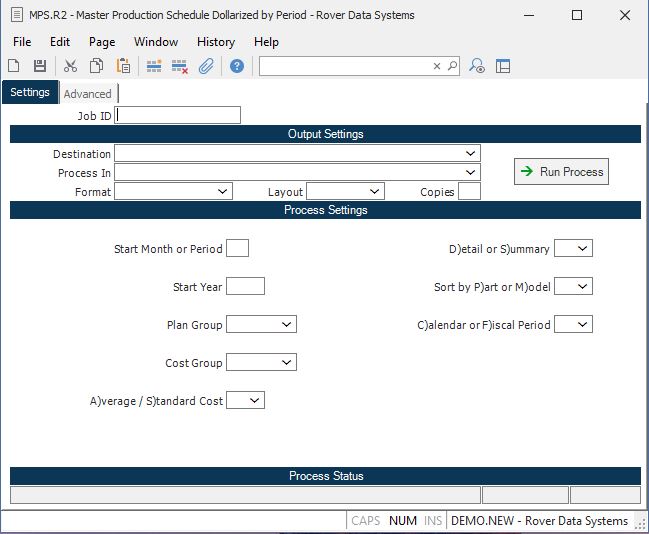 MPS.R2 - Master Production Schedule Dollarized by Period - Rover Data Systems
File Edit Page Window History Help
Settings Advanced
Job ID
Output Settings
Destination
Process In
Run Process
Format Layout Copies
Process Settings
Start Month or Period D)etail or S)ummary
Start Year Sort by P)art or M)odel
Plan Group C)alendar or F)iscal Period
Cost Group
A)verage / S)tandard Cost
Process Status
CAPS NUM INS DEMO.NEW - Rover Data Systems